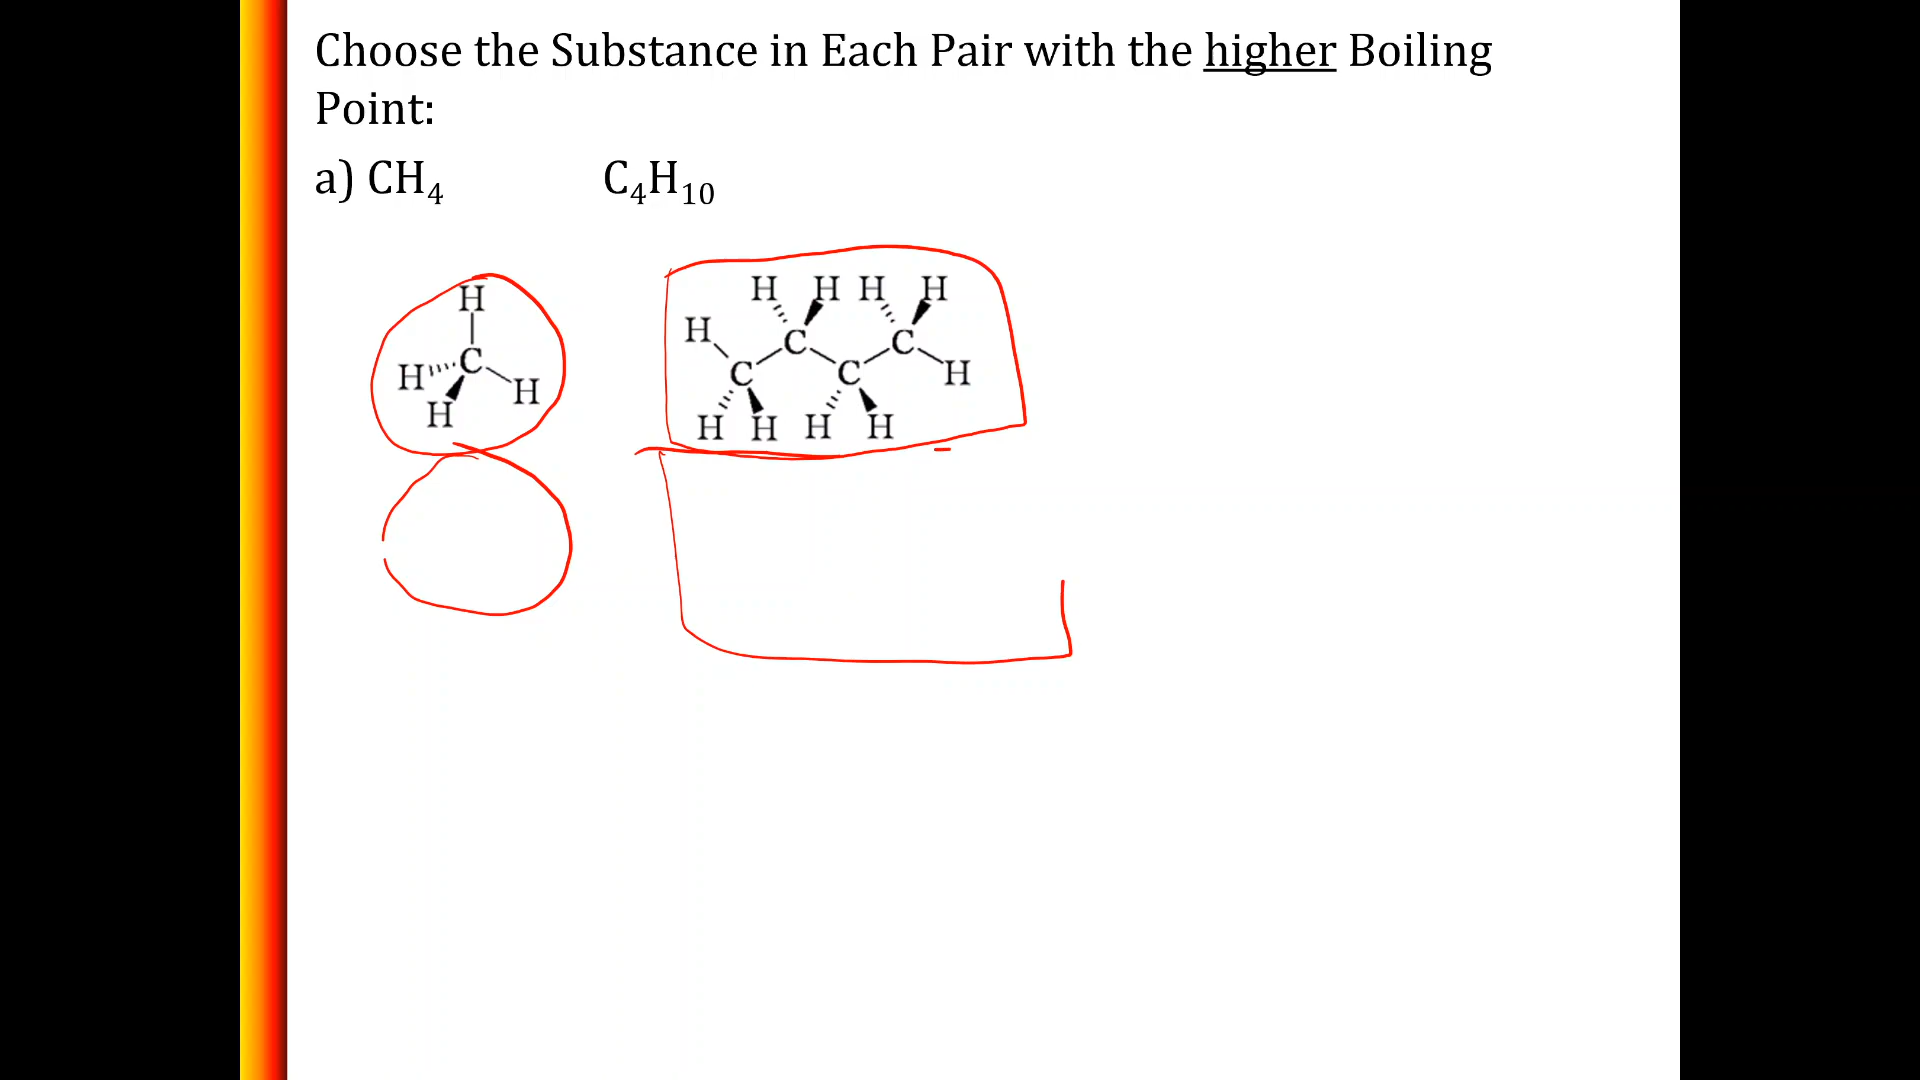 Choose the Substance in Each Pair with the higher Boiling
Point:
a) CH₄ C₄H₁₀
H
H C H
H
H H H H
H C C
C C H
H H H H